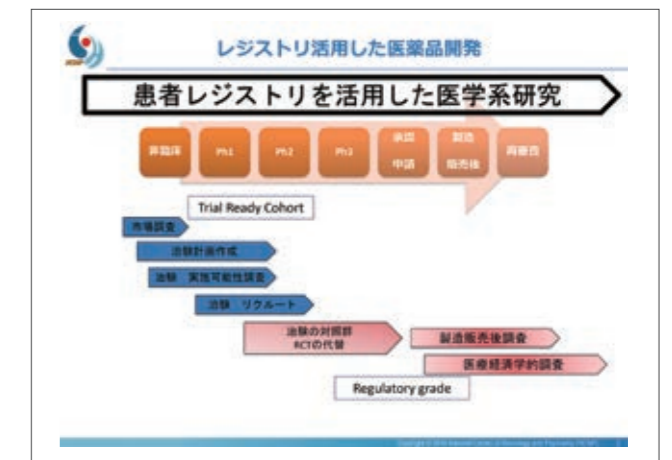 レジストリ活用した医薬品開発
患者レジストリを活用した医学系研究
非臨床
Ph1
Ph2
Ph3
承認
申請
製造
販売後
再審査
Trial Ready Cohort
市場調査
治験計画作成
治験 実施可能性調査
治験 リクルート
治験の対照群
RCTの代替
製造販売後調査
医療経済学的調査
Regulatory grade